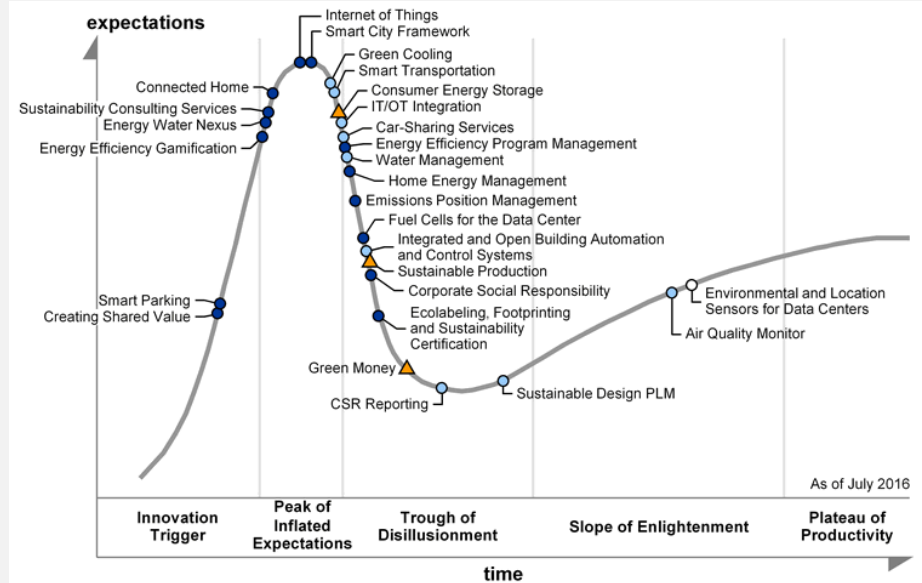 expectations
Internet of Things
Smart City Framework
Green Cooling
Smart Transportation
Connected Home
Consumer Energy Storage
Sustainability Consulting Services
IT/OT Integration
Energy Water Nexus
Car-Sharing Services
Energy Efficiency Gamification
Energy Efficiency Program Management
Water Management
Home Energy Management
Emissions Position Management
Fuel Cells for the Data Center
Integrated and Open Building Automation
and Control Systems
Sustainable Production
Corporate Social Responsibility
Smart Parking
Creating Shared Value
Ecolabeling, Footprinting
and Sustainability
Certification
Environmental and Location
Sensors for Data Centers
Air Quality Monitor
Green Money
CSR Reporting
Sustainable Design PLM
As of July 2016
Innovation
Trigger
Peak of
Inflated
Expectations
Trough of
Disillusionment
Slope of Enlightenment
Plateau of
Productivity
time